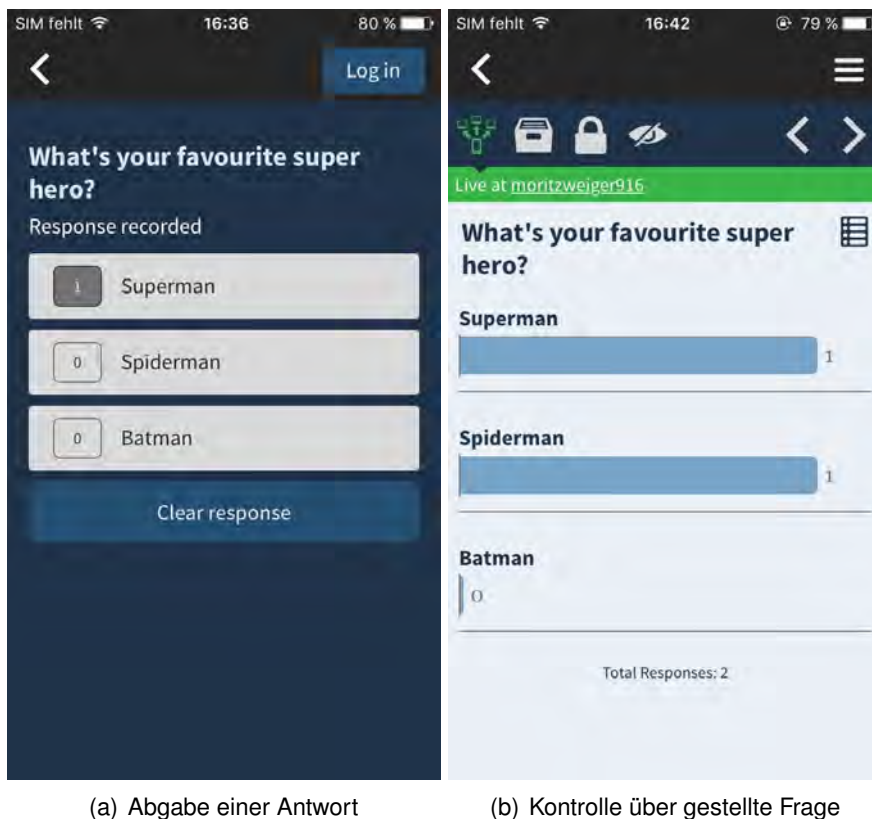 SIM fehlt 16:36 80 %
Log in
What's your favourite super
hero?
Response recorded
1 Superman
0 Spiderman
0 Batman
Clear response
(a) Abgabe einer Antwort
SIM fehlt 16:42 79 %
Live at moritzweiger916
What's your favourite super
hero?
Superman
1
Spiderman
1
Batman
0
Total Responses: 2
(b) Kontrolle über gestellte Frage